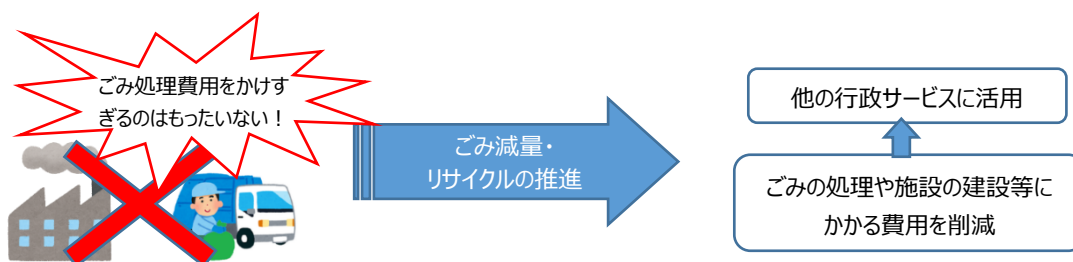 ごみ処理費用をかけす
ぎるのはもったいない！
ごみ減量・
リサイクルの推進
他の行政サービスに活用
ごみの処理や施設の建設等に
かかる費用を削減